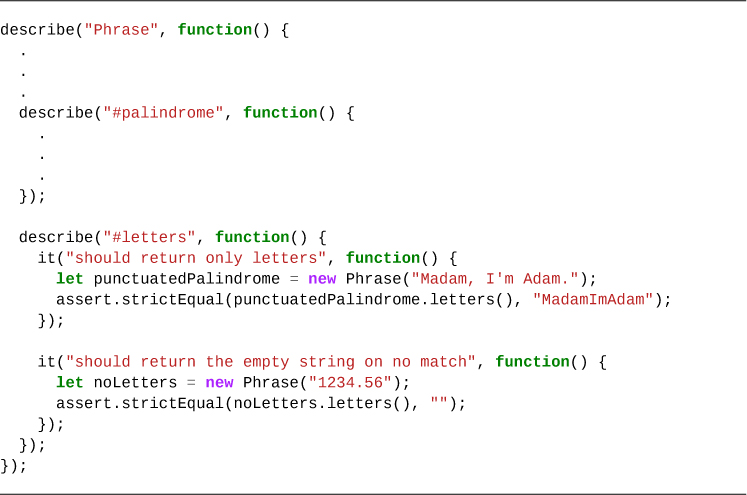 describe("Phrase", function() {
  .
  .
  .
  describe("#palindrome", function() {
    .
    .
    .
  });

  describe("#letters", function() {
    it("should return only letters", function() {
      let punctuatedPalindrome = new Phrase("Madam, I'm Adam.");
      assert.strictEqual(punctuatedPalindrome.letters(), "MadamImAdam");
    });

    it("should return the empty string on no match", function() {
      let noLetters = new Phrase("1234.56");
      assert.strictEqual(noLetters.letters(), "");
    });
  });
});